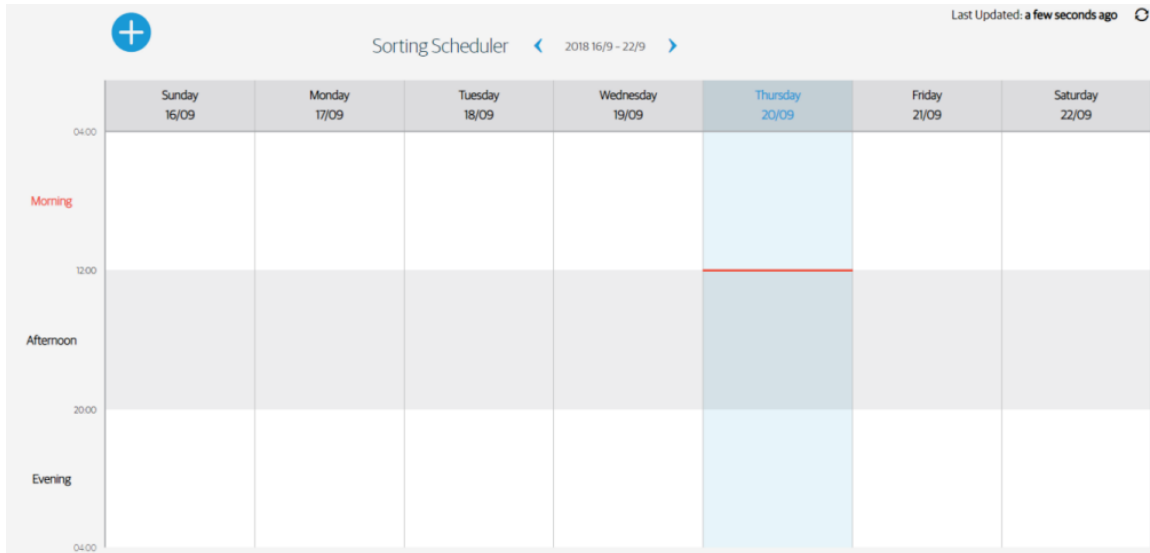 Last Updated: a few seconds ago
Sorting Scheduler
2018 16/9 - 22/9
Sunday Monday Tuesday Wednesday Thursday Friday Saturday
16/09 17/09 18/09 19/09 20/09 21/09 22/09
04:00
Morning
12:00
Afternoon
20:00
Evening
04:00